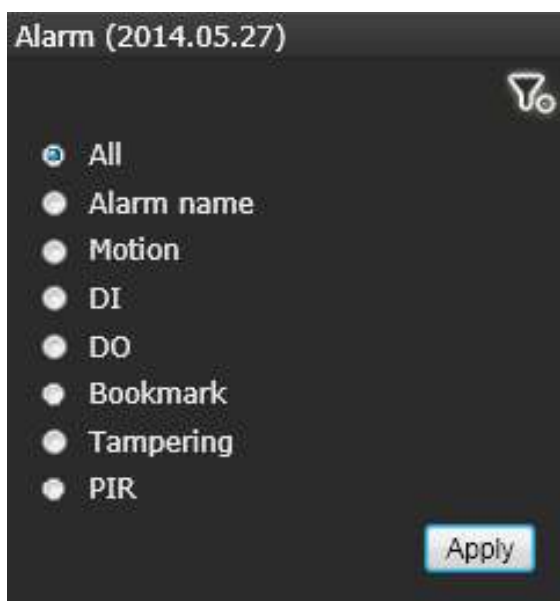 Alarm (2014.05.27)
All
Alarm name
Motion
DI
DO
Bookmark
Tampering
PIR
Apply